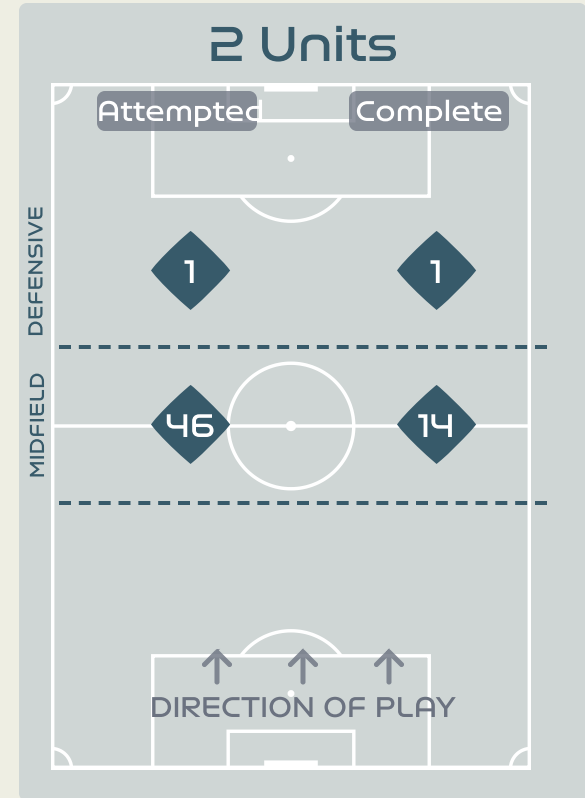 2 Units
Attempted Complete
DEFENSIVE
1 1
MIDFIELD
46 14
DIRECTION OF PLAY